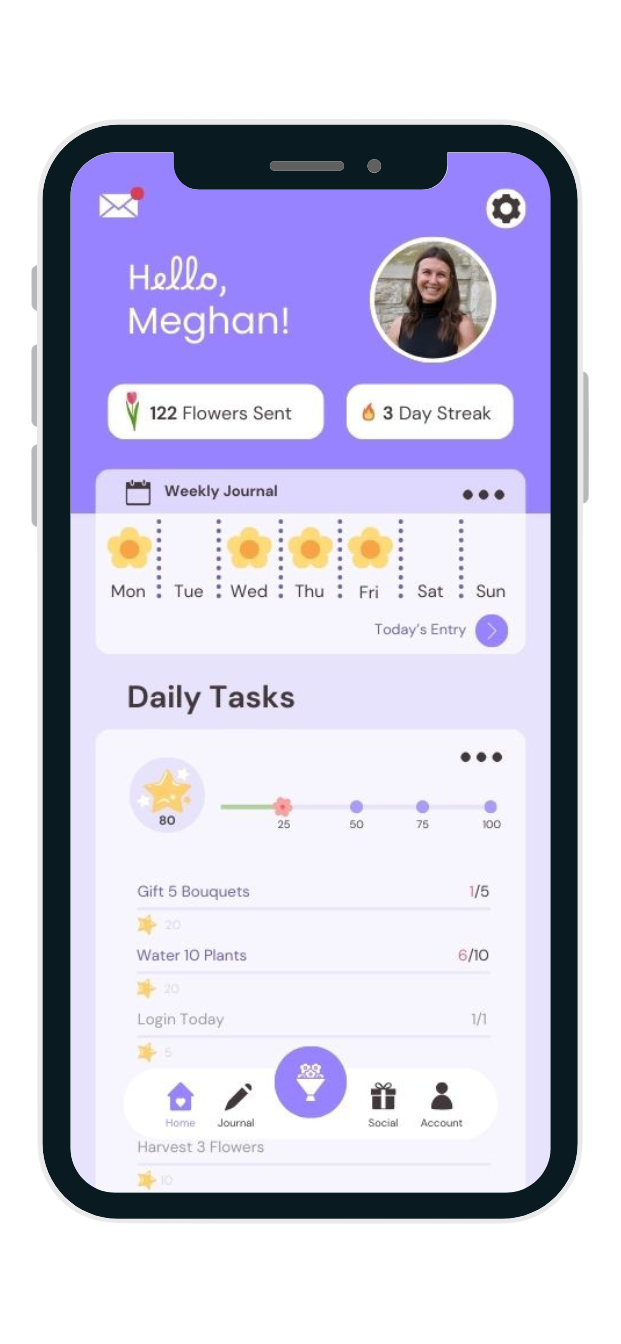 Hello,
Meghan!
122 Flowers Sent
3 Day Streak
Weekly Journal
Mon Tue Wed Thu Fri Sat Sun
Today's Entry
Daily Tasks
80
25 50 75 100
Gift 5 Bouquets 1/5
20
Water 10 Plants 6/10
20
Login Today 1/1
5
Home Journal Social Account
Harvest 3 Flowers
10